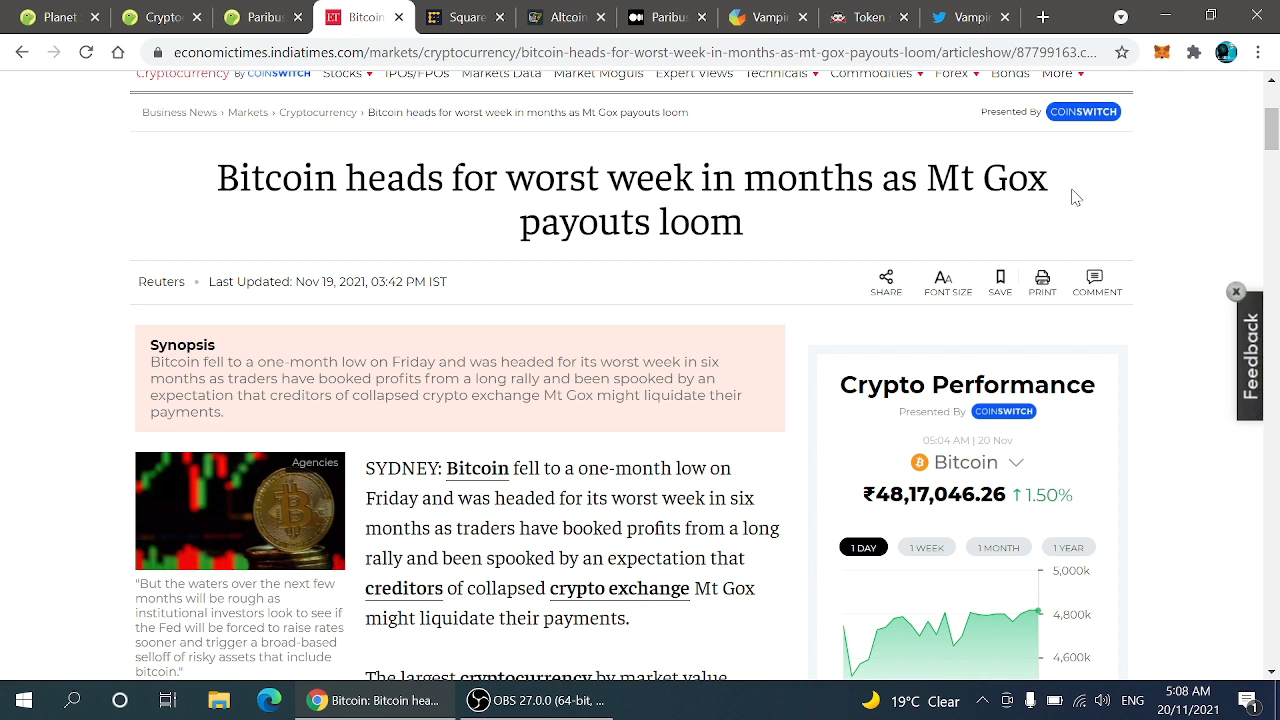 Planet
Altcoin
Bitcoin
Square
Altcoin
Medium
economictimes.indiatimes.com/markets/cryptocurrency/bitcoin-heads-for-worst-week-in-months-as-mt-gox-payouts-loom/articleshow/87799163.c...
Cryptocurrency BY COINSWITCH Stocks IPOs/FPOs Markets Data Market Moguls Expert Views Technicals Commodities Forex Bonds More
Business News › Markets › Cryptocurrency › Bitcoin heads for worst week in months as Mt Gox payouts loom
Presented By COINSWITCH
Bitcoin heads for worst week in months as Mt Gox
payouts loom
Reuters • Last Updated: Nov 19, 2021, 03:42 PM IST
SHARE FONT SIZE SAVE PRINT COMMENT
Feedback
Synopsis
Bitcoin fell to a one-month low on Friday and was headed for its worst week in six
months as traders have booked profits from a long rally and been spooked by an
expectation that creditors of collapsed crypto exchange Mt Gox might liquidate their
payments.
Agencies
"But the waters over the next few
months will be rough as
institutional investors look to see if
the Fed will be forced to raise rates
sooner and trigger a broad-based
selloff of risky assets that include
bitcoin."
SYDNEY: Bitcoin fell to a one-month low on
Friday and was headed for its worst week in six
months as traders have booked profits from a long
rally and been spooked by an expectation that
creditors of collapsed crypto exchange Mt Gox
might liquidate their payments.
The largest cryptocurrency by market value
Crypto Performance
Presented By COINSWITCH
05:04 AM | 20 Nov
Bitcoin
₹48,17,046.26 ↑1.50%
1 DAY 1 WEEK 1 MONTH 1 YEAR
5,000k
4,800k
4,600k
Bitcoin: Bitcoin hea...
OBS 27.0.0 (64-bit, ...
19°C Clear
ENG
5:08 AM
20/11/2021
1